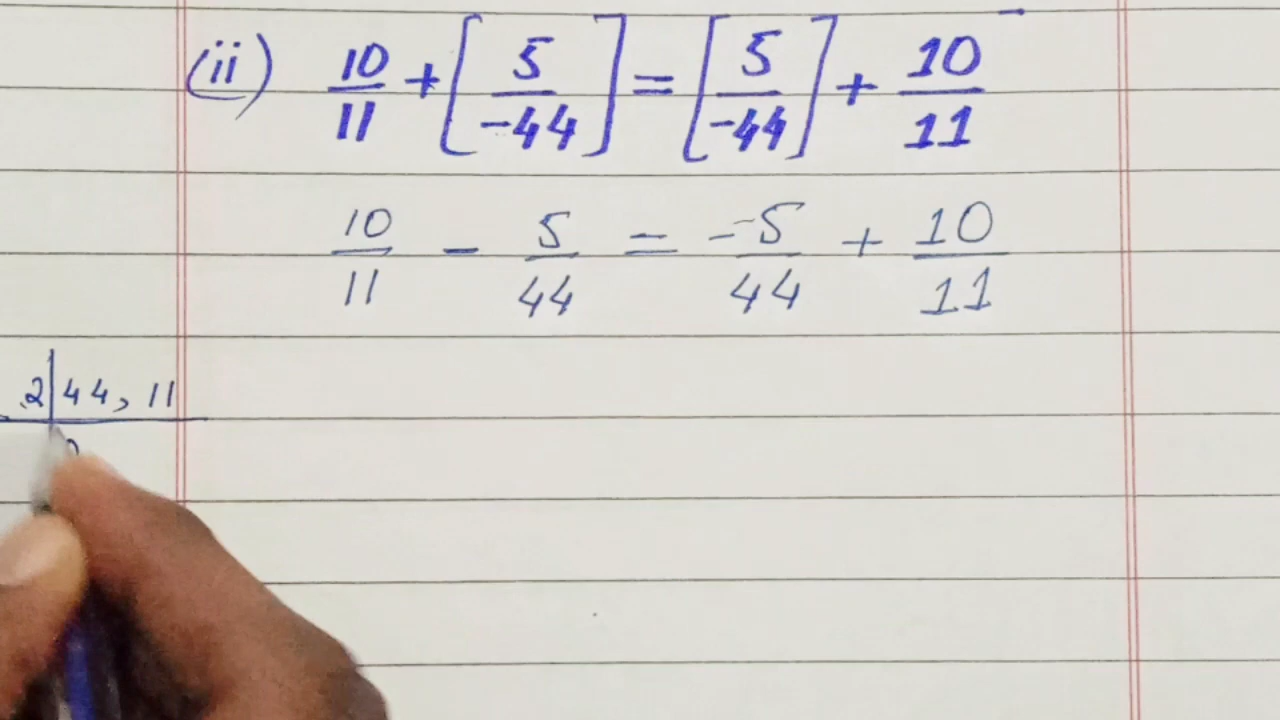 (ii) 10/11 + [5/-44] = [5/-44] + 10/11
10/11 - 5/44 = -5/44 + 10/11
2|44, 11